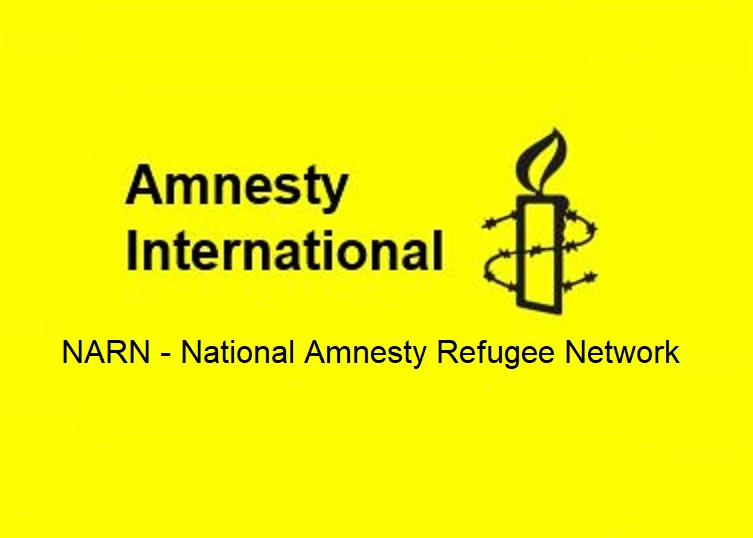 Amnesty
International
NARN - National Amnesty Refugee Network